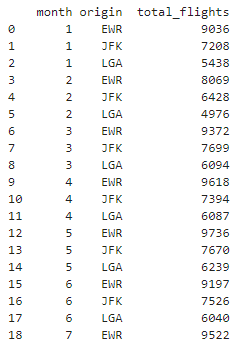 month origin total_flights
0 1 EWR 9036
1 1 JFK 7208
2 1 LGA 5438
3 2 EWR 8069
4 2 JFK 6428
5 2 LGA 4976
6 3 EWR 9372
7 3 JFK 7699
8 3 LGA 6094
9 4 EWR 9618
10 4 JFK 7394
11 4 LGA 6087
12 5 EWR 9736
13 5 JFK 7670
14 5 LGA 6239
15 6 EWR 9197
16 6 JFK 7526
17 6 LGA 6040
18 7 EWR 9522